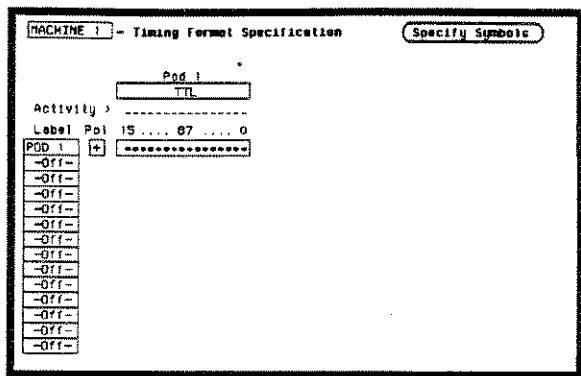 MACHINE 1 - Timing Format Specification Specify Symbols
Pod 1
TTL
Activity > ----------------
Label Pol 15 .... 87 .... 0
POD 1 + ****************
-Off-
-Off-
-Off-
-Off-
-Off-
-Off-
-Off-
-Off-
-Off-
-Off-
-Off-
-Off-
-Off-